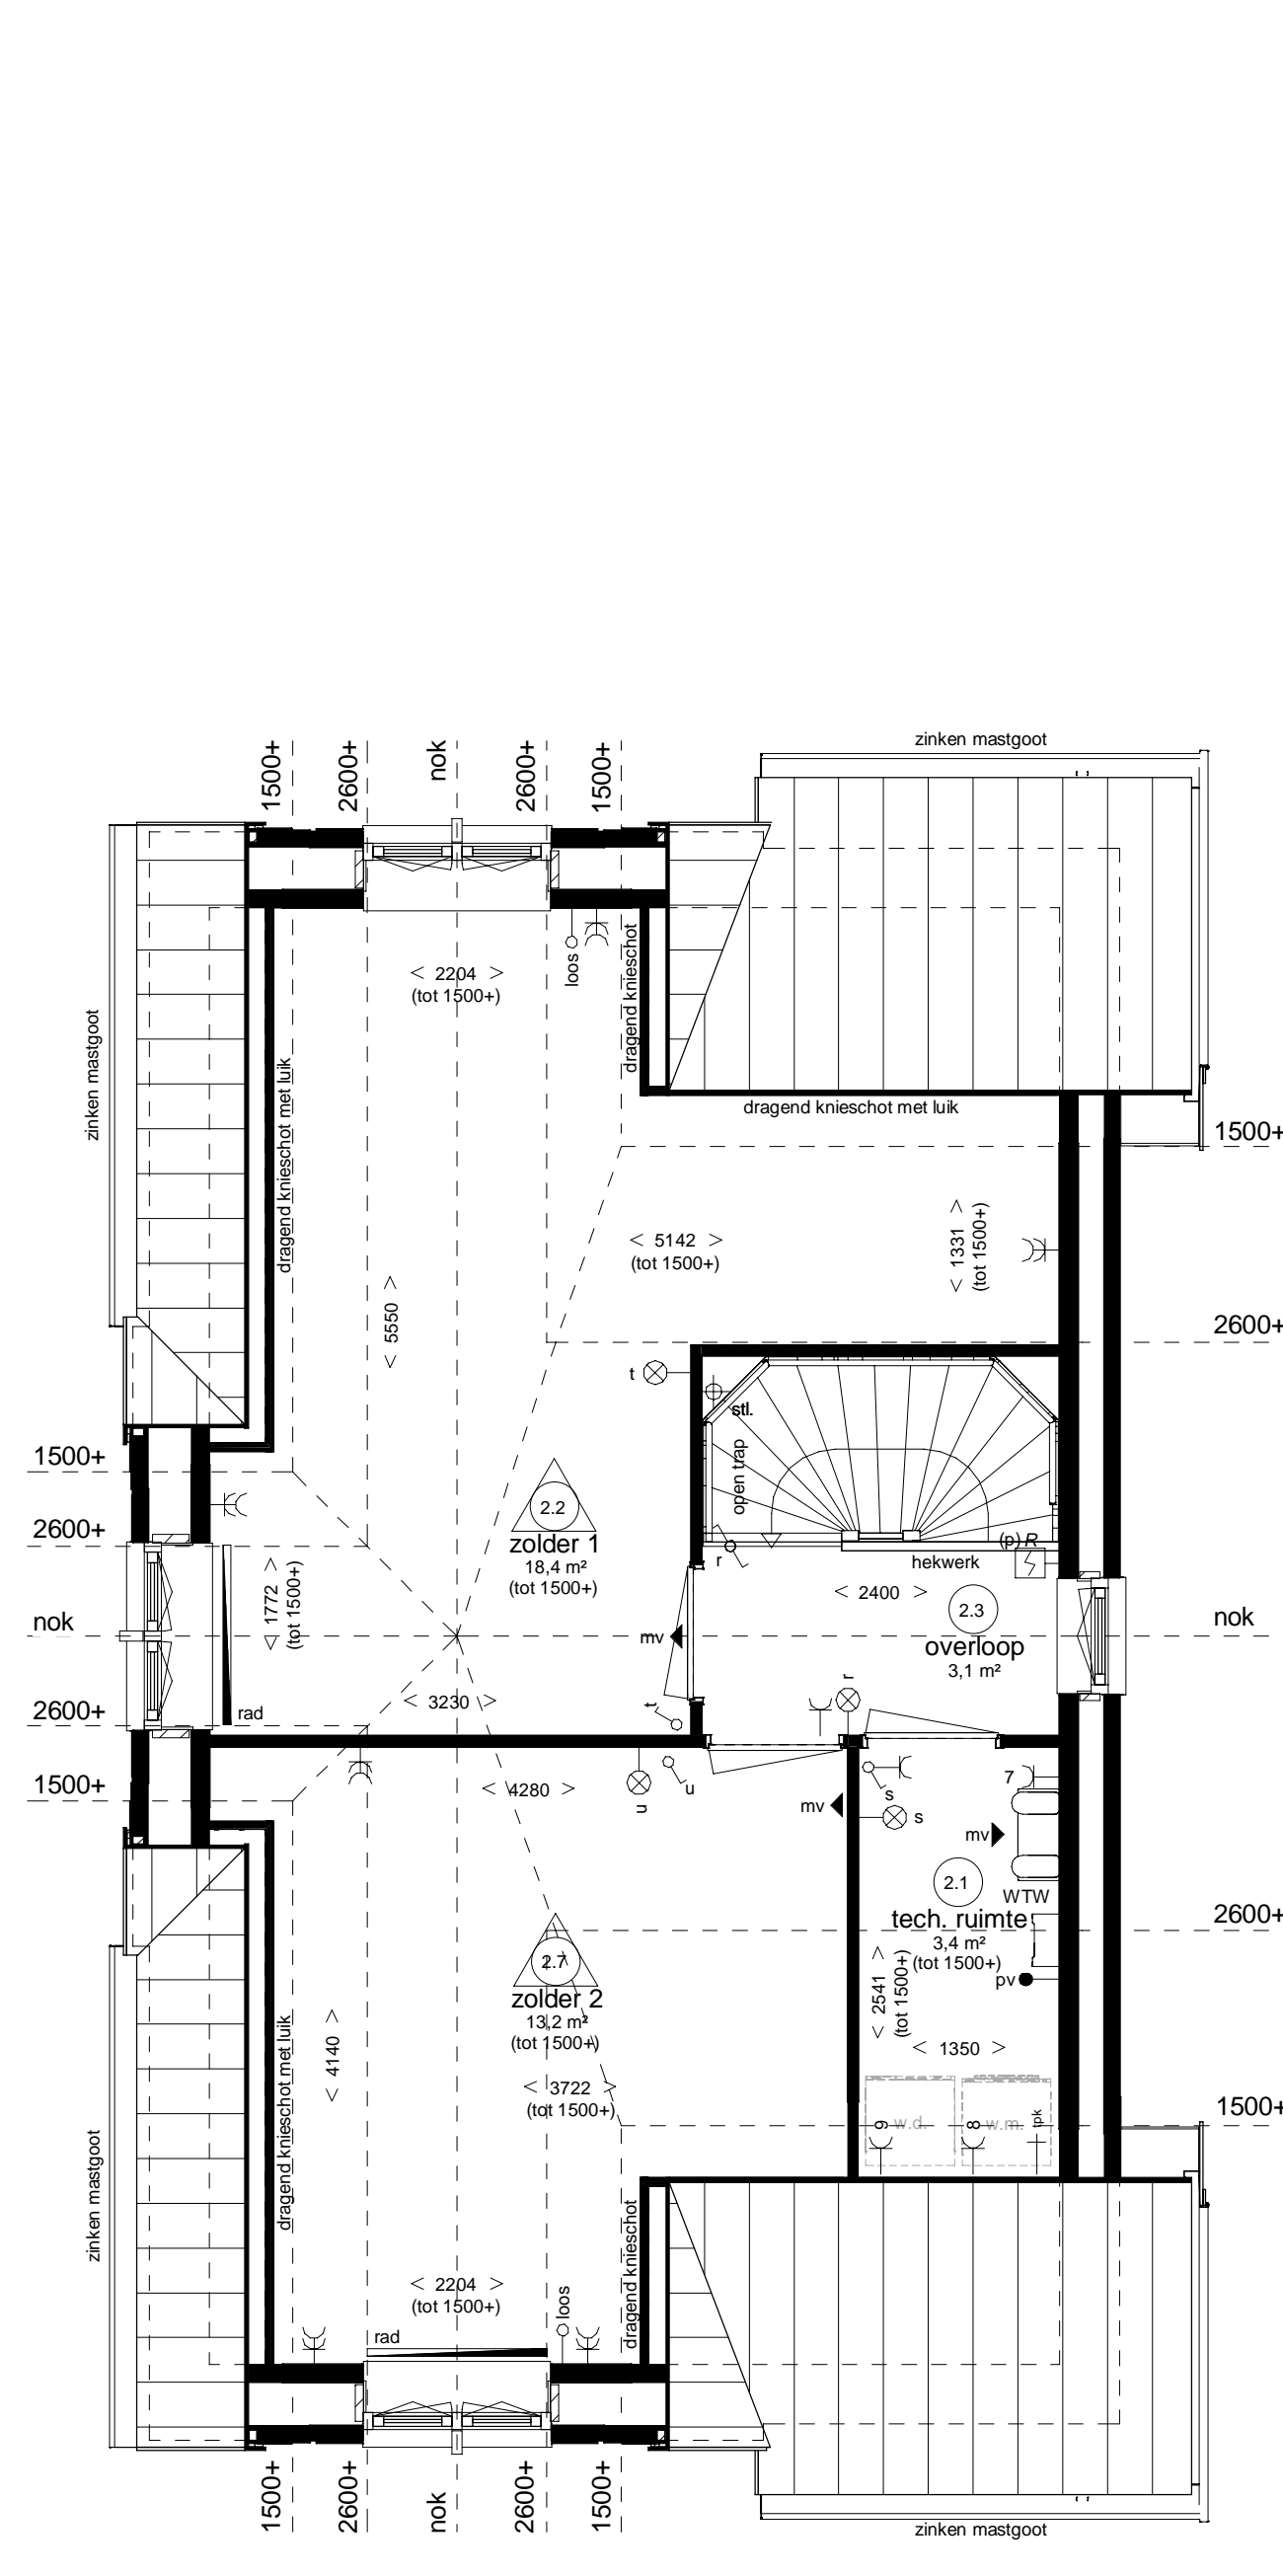 zinken mastgoot
1500+
2600+
nok
2600+
1500+
zinken mastgoot
loos
dragend knieschot
< 2204 >
(tot 1500+)
dragend knieschot met luik
dragend knieschot met luik
1500+
< 5142 >
(tot 1500+)
< 1331 >
(tot 1500+)
< 5550 >
2600+
t
stl.
open trap
1500+
2600+
2.2
zolder 1
18,4 m²
(tot 1500+)
r
(p) R
hekwerk
< 2400 >
2.3
overloop
3,1 m²
nok
nok
< 1772 >
(tot 1500+)
mv
r
t
< 3230 >
rad
2600+
1500+
< 4280 >
u
u
mv
s
s
7
mv
2.1
WTW
tech. ruimte
3,4 m²
(tot 1500+)
2600+
pv
< 2541 >
(tot 1500+)
< 1350 >
2.7
zolder 2
13,2 m²
(tot 1500+)
< 4140 >
< 3722 >
(tot 1500+)
9
w.d.
8
w.m.
tpk
1500+
dragend knieschot met luik
zinken mastgoot
dragend knieschot
< 2204 >
(tot 1500+)
loos
rad
1500+
2600+
nok
2600+
1500+
zinken mastgoot